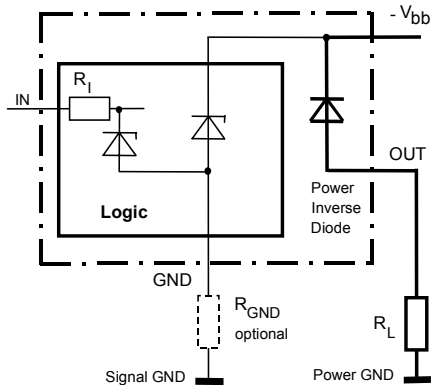 - Vbb
RI
IN
OUT
Power
Inverse
Diode
Logic
GND
RGND
optional
RL
Signal GND
Power GND